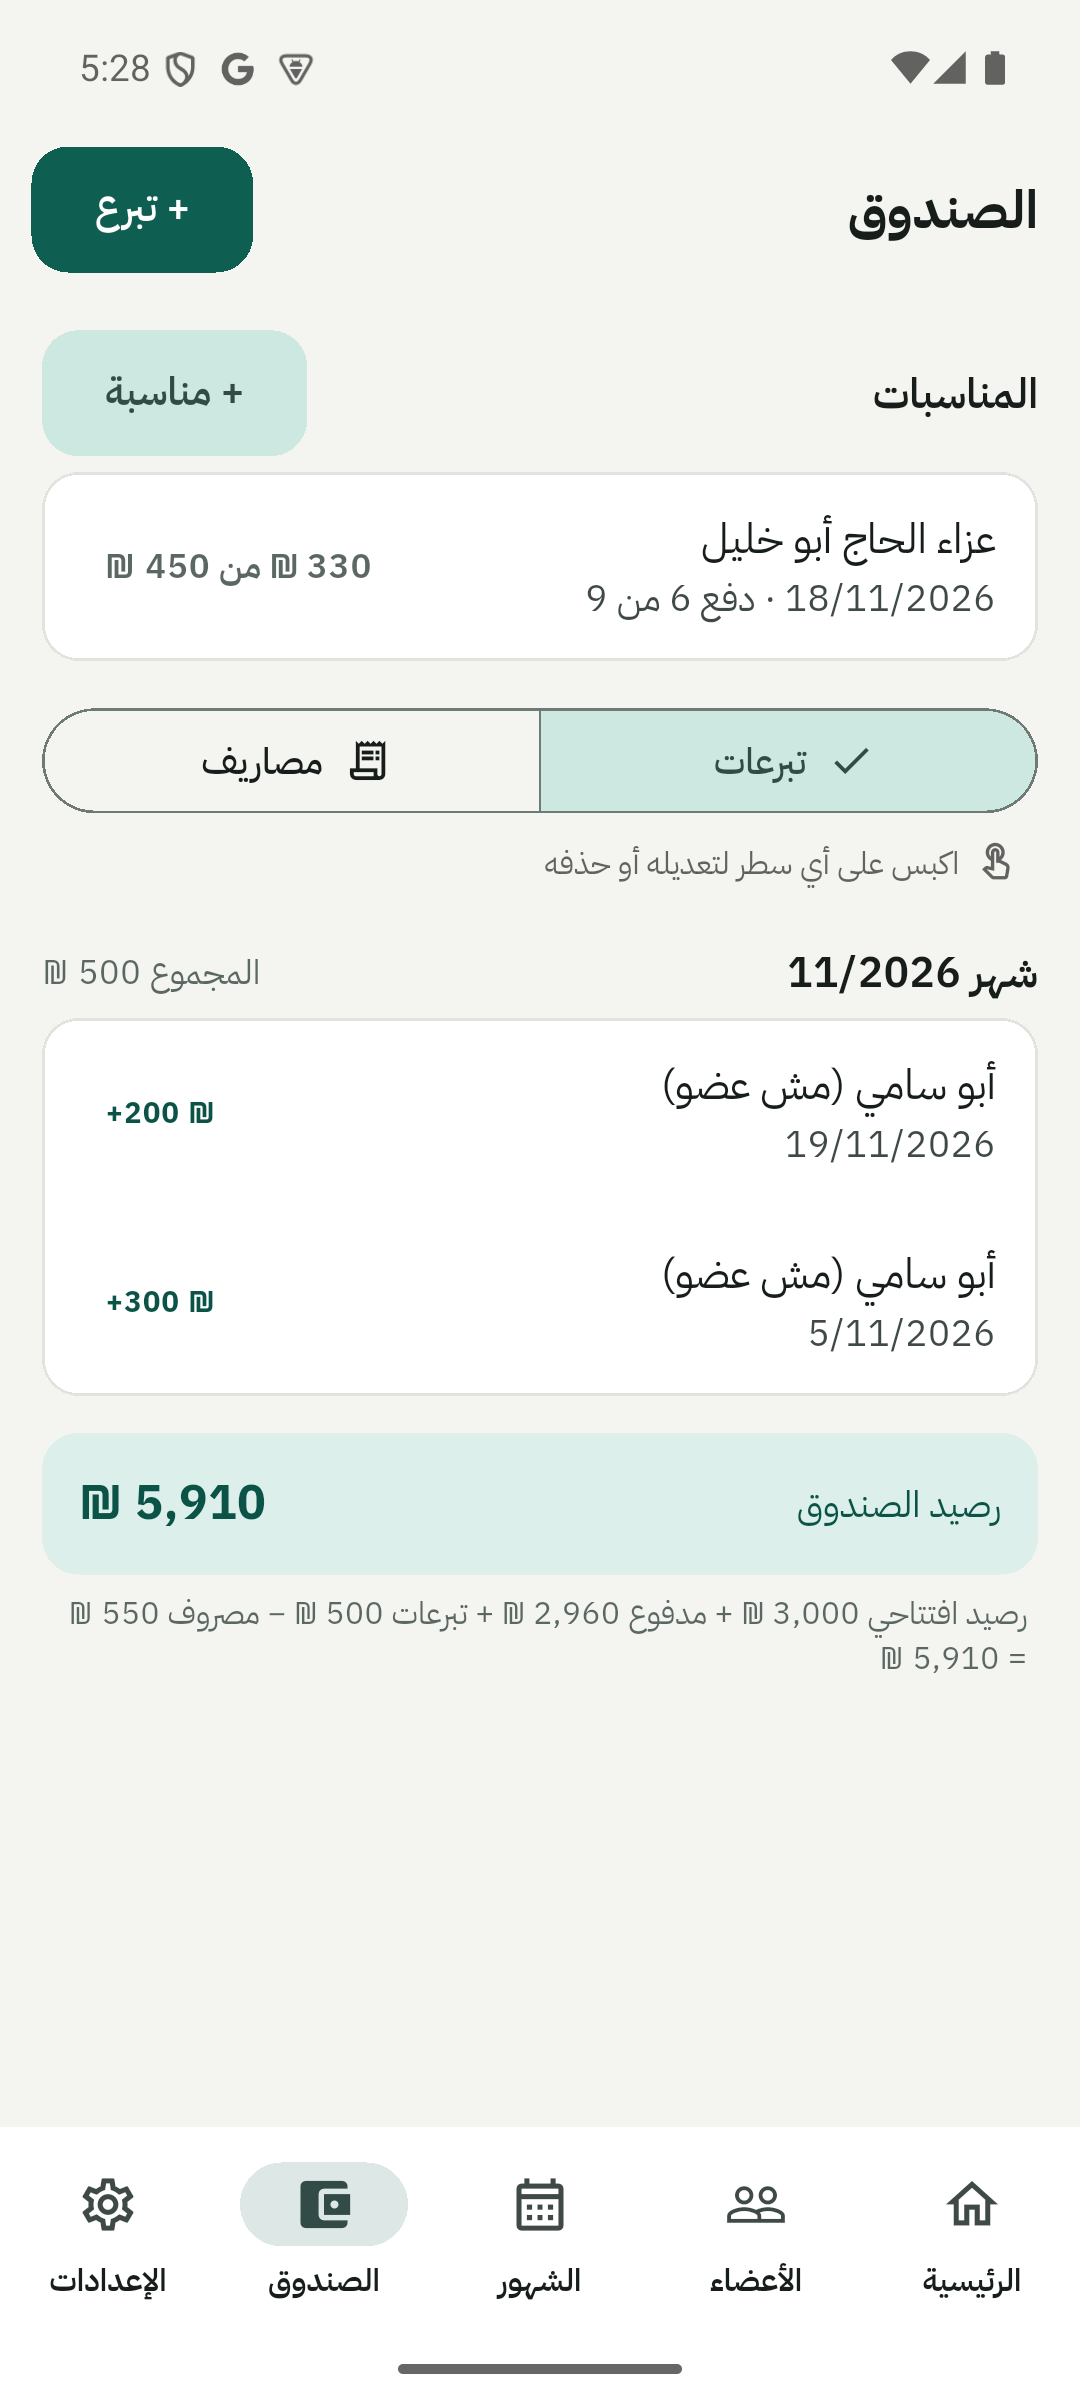 5:28
الصندوق
+ تبرع
المناسبات
+ مناسبة
عزاء الحاج أبو خليل
18/11/2026 · دفع 6 من 9
330 ₪ من 450 ₪
تبرعات
مصاريف
اكبس على أي سطر لتعديله أو حذفه
شهر 11/2026
المجموع 500 ₪
أبو سامي (مش عضو)
19/11/2026
+200 ₪
أبو سامي (مش عضو)
5/11/2026
+300 ₪
رصيد الصندوق
5,910 ₪
رصيد افتتاحي 3,000 ₪ + مدفوع 2,960 ₪ + تبرعات 500 ₪ − مصروف 550 ₪
= 5,910 ₪
الرئيسية
الأعضاء
الشهور
الصندوق
الإعدادات